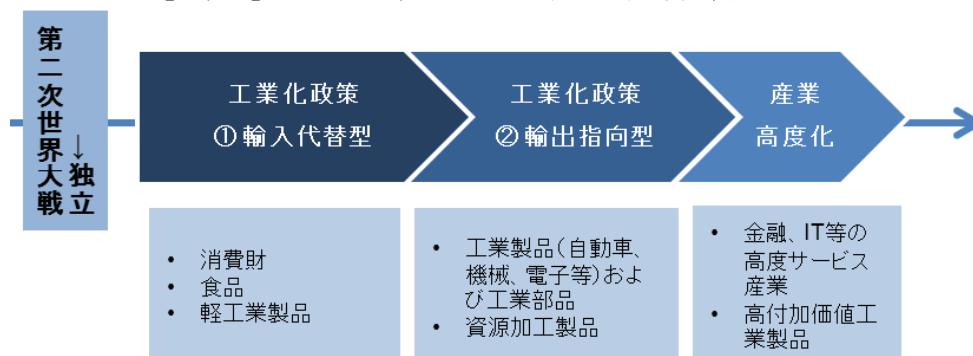 第二次世界大戦
→独立
工業化政策
①輸入代替型
工業化政策
②輸出指向型
産業
高度化
• 消費財
• 食品
• 軽工業製品
• 工業製品(自動車、
機械、電子等)およ
び工業部品
• 資源加工製品
• 金融、IT等の
高度サービス
産業
• 高付加価値工
業製品